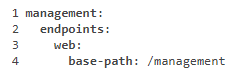 1 management:
2   endpoints:
3     web:
4       base-path: /management